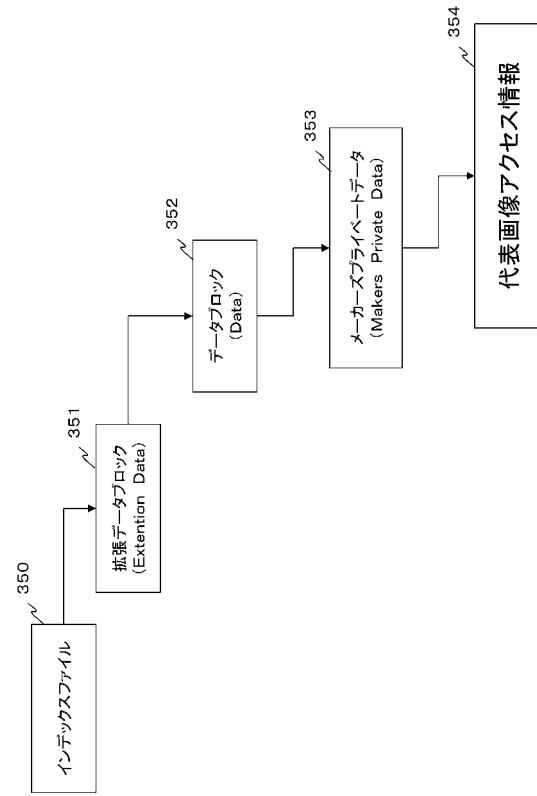 350
インデックスファイル
351
拡張データブロック
(Extention Data)
352
データブロック
(Data)
353
メーカーズプライベートデータ
(Makers Private Data)
354
代表画像アクセス情報